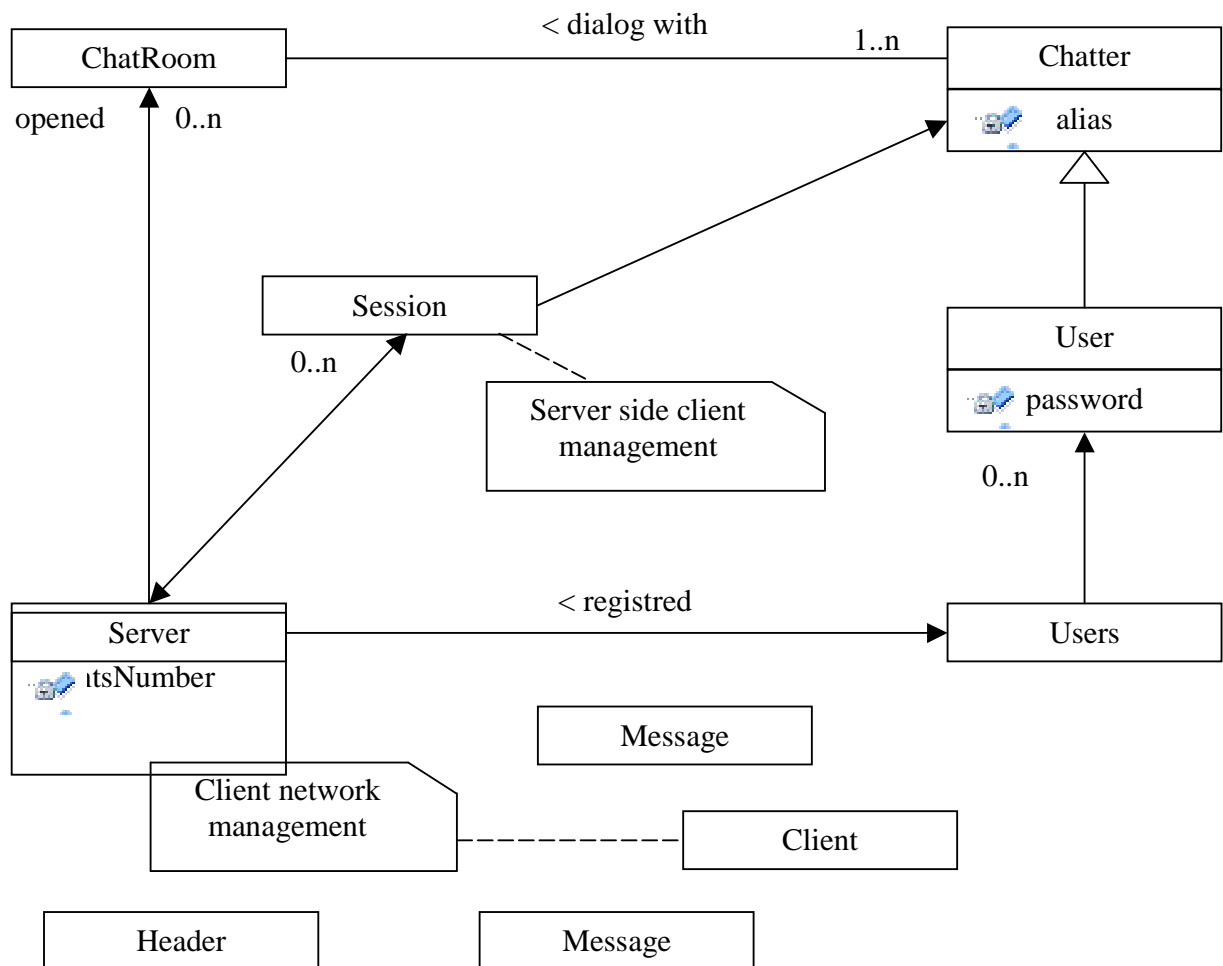 < dialog with
ChatRoom
1..n
Chatter
opened
0..n
alias
Session
0..n
User
Server side client
management
password
0..n
< registred
Server
Users
ıtsNumber
Message
Client network
management
Client
Header
Message